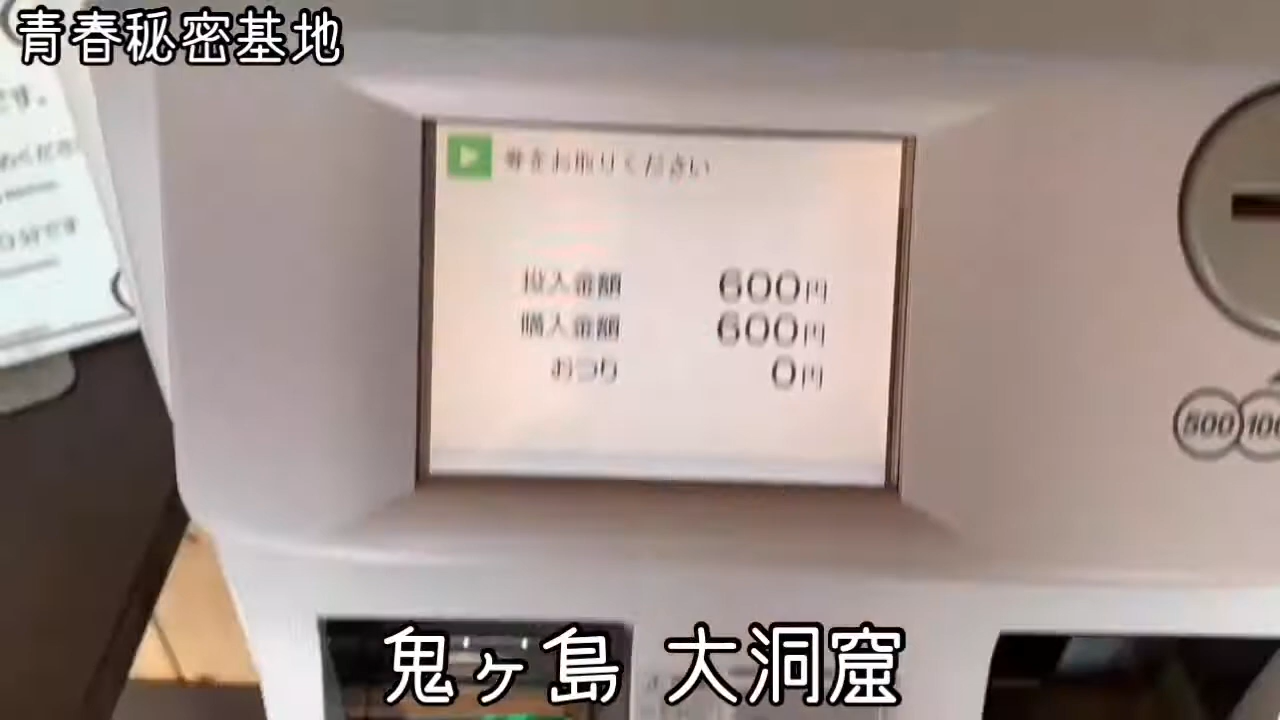 青春秘密基地
券をお取りください
投入金額 600円
購入金額 600円
おつり 0円
500 100
鬼ヶ島 大洞窟